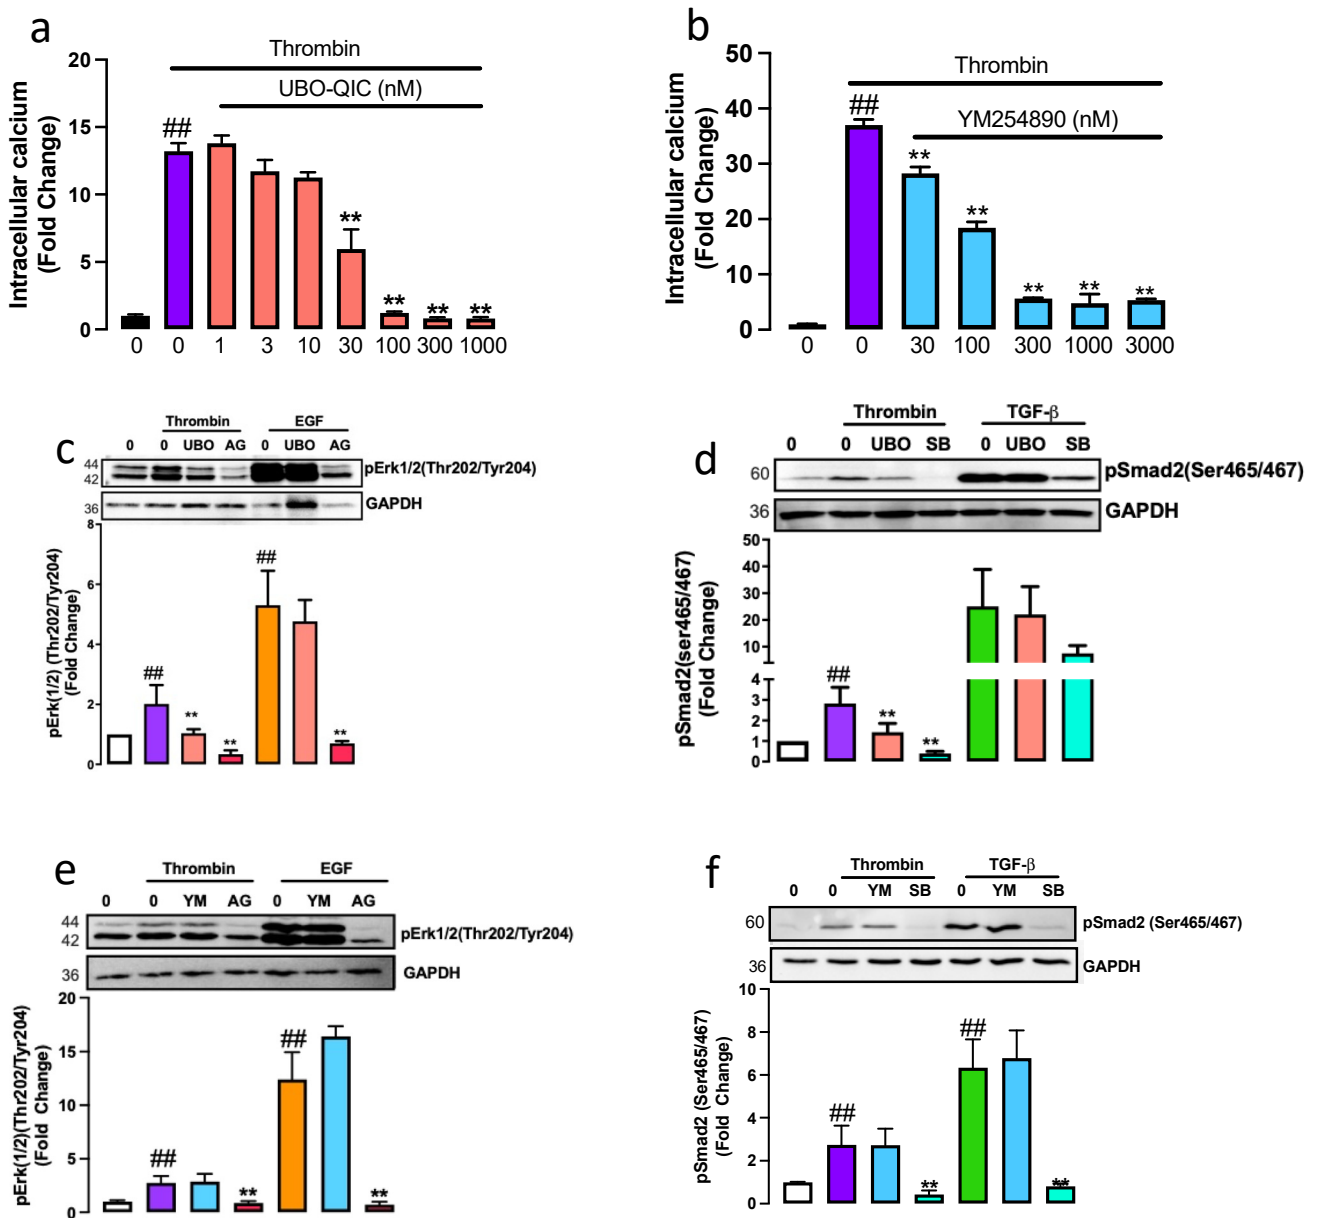 a
Thrombin
UBO-QIC (nM)
Intracellular calcium
(Fold Change)
20
15
10
5
0
##
**
**
**
**
0 0 1 3 10 30 100 300 1000
b
Thrombin
YM254890 (nM)
Intracellular calcium
(Fold Change)
50
40
30
20
10
0
##
**
**
**
**
**
0 0 30 100 300 1000 3000
c
Thrombin EGF
0 0 UBO AG 0 UBO AG
44
42
pErk1/2(Thr202/Tyr204)
36
GAPDH
pErk(1/2) (Thr202/Tyr204)
(Fold Change)
8
6
4
2
0
##
**
**
##
**
d
Thrombin TGF-β
0 0 UBO SB 0 UBO SB
60
pSmad2(Ser465/467)
36
GAPDH
pSmad2(ser465/467)
(Fold Change)
50
40
30
20
10
4
3
2
1
0
##
**
**
e
Thrombin EGF
0 0 YM AG 0 YM AG
44
42
pErk1/2(Thr202/Tyr204)
36
GAPDH
pErk(1/2)(Thr202/Tyr204)
(Fold Change)
20
15
10
5
0
##
**
##
**
f
Thrombin TGF-β
0 0 YM SB 0 YM SB
60
pSmad2 (Ser465/467)
36
GAPDH
pSmad2 (Ser465/467)
(Fold Change)
10
8
6
4
2
0
##
**
##
**